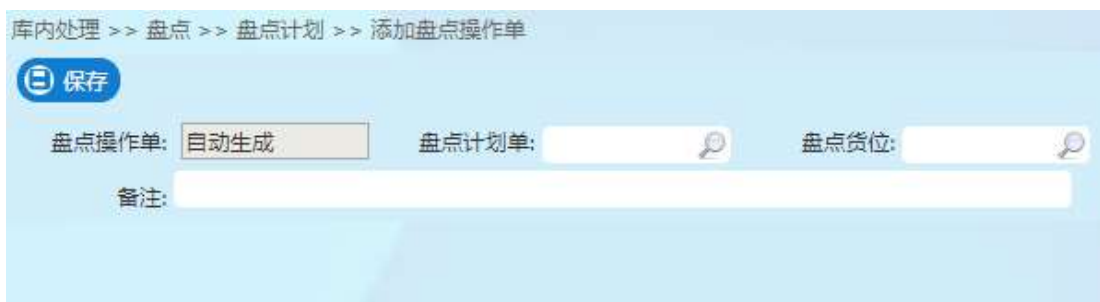 库内处理 >> 盘点 >> 盘点计划 >> 添加盘点操作单
保存
盘点操作单: 自动生成 盘点计划单: 盘点货位:
备注: